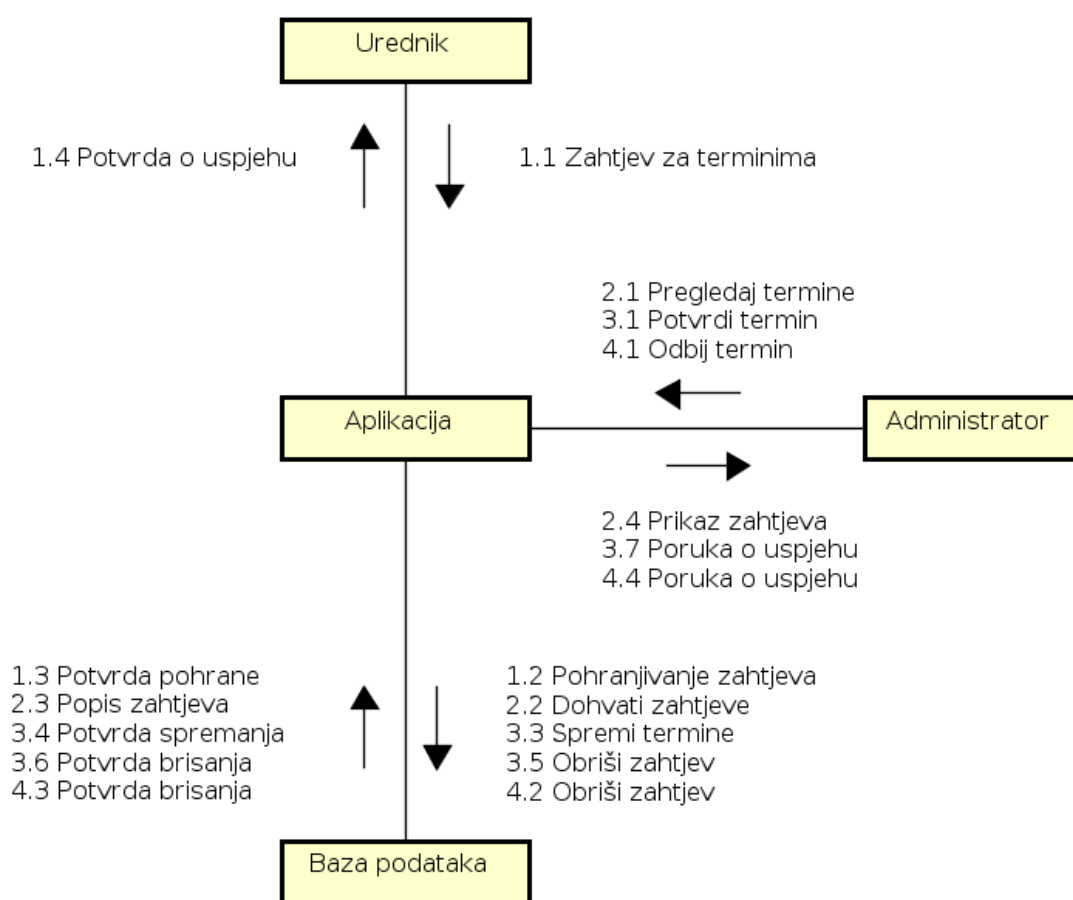 Urednik
1.4 Potvrda o uspjehu
1.1 Zahtjev za terminima
2.1 Pregledaj termine
3.1 Potvrdi termin
4.1 Odbij termin
Aplikacija
Administrator
2.4 Prikaz zahtjeva
3.7 Poruka o uspjehu
4.4 Poruka o uspjehu
1.3 Potvrda pohrane
2.3 Popis zahtjeva
3.4 Potvrda spremanja
3.6 Potvrda brisanja
4.3 Potvrda brisanja
1.2 Pohranjivanje zahtjeva
2.2 Dohvati zahtjeve
3.3 Spremi termine
3.5 Obriši zahtjev
4.2 Obriši zahtjev
Baza podataka